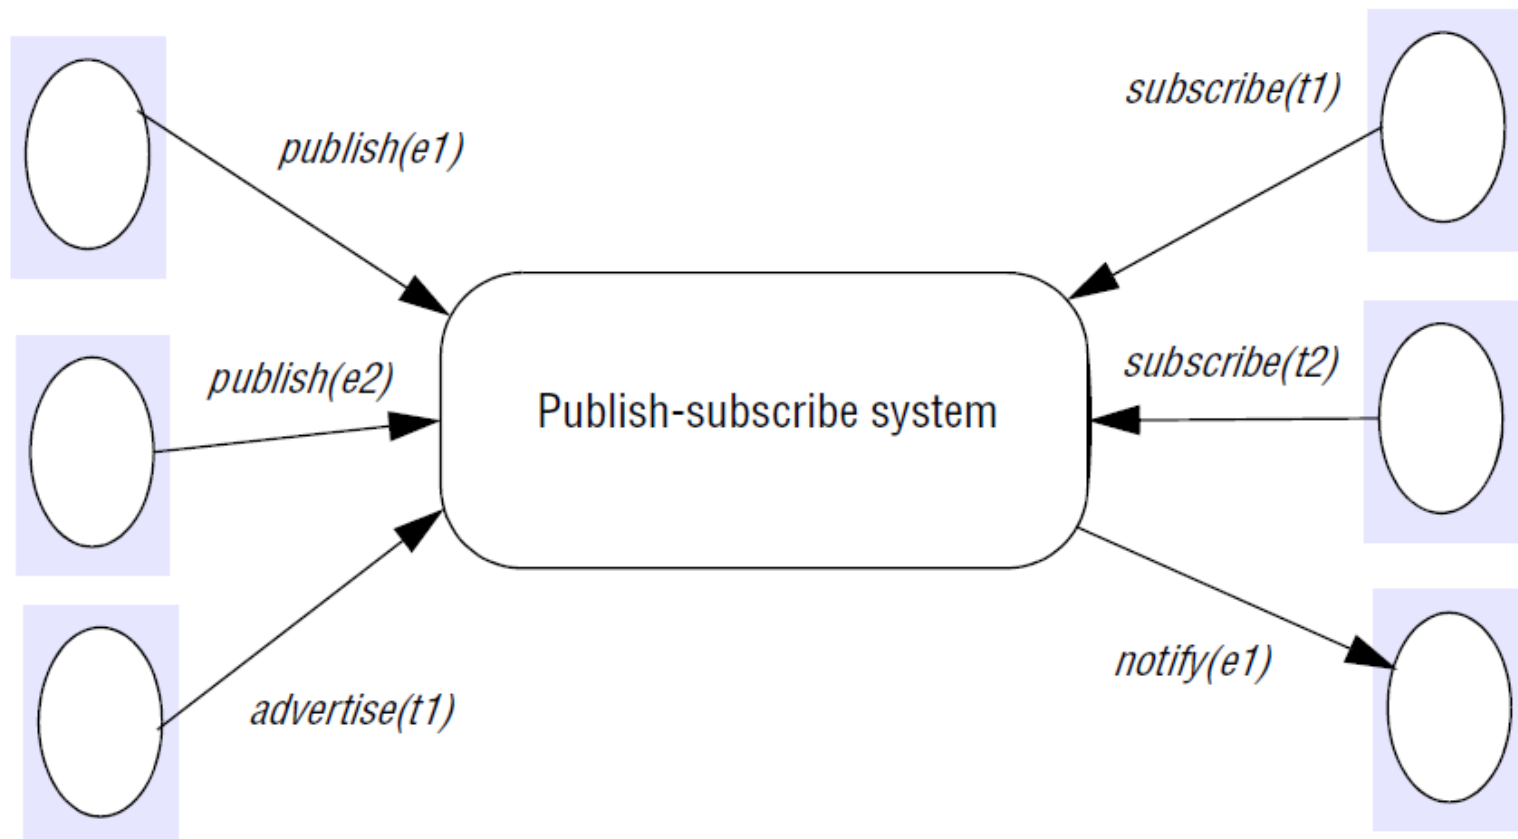 subscribe(t1)
publish(e1)
subscribe(t2)
publish(e2)
Publish-subscribe system
notify(e1)
advertise(t1)